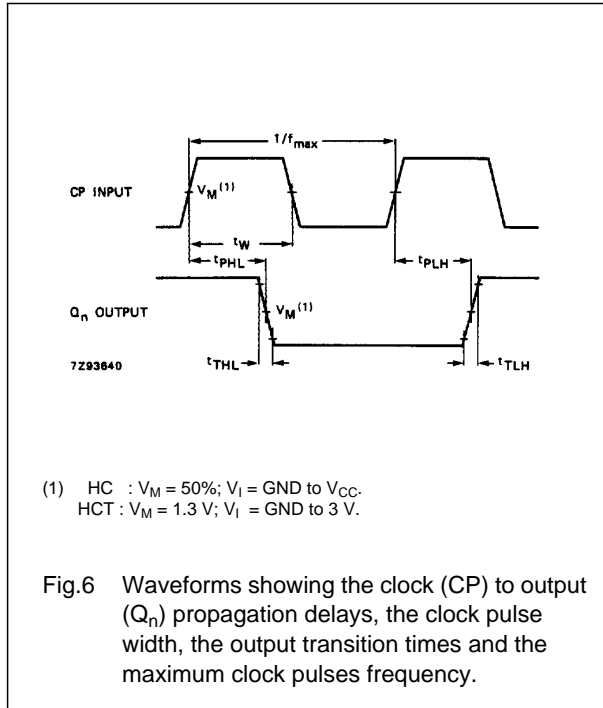 1/fmax
CP INPUT
VM(1)
tW
tPHL
tPLH
Qn OUTPUT
VM(1)
7Z93640
tTHL
tTLH
(1) HC : VM = 50%; VI = GND to VCC.
HCT : VM = 1.3 V; VI = GND to 3 V.
Fig.6 Waveforms showing the clock (CP) to output
(Qn) propagation delays, the clock pulse
width, the output transition times and the
maximum clock pulses frequency.